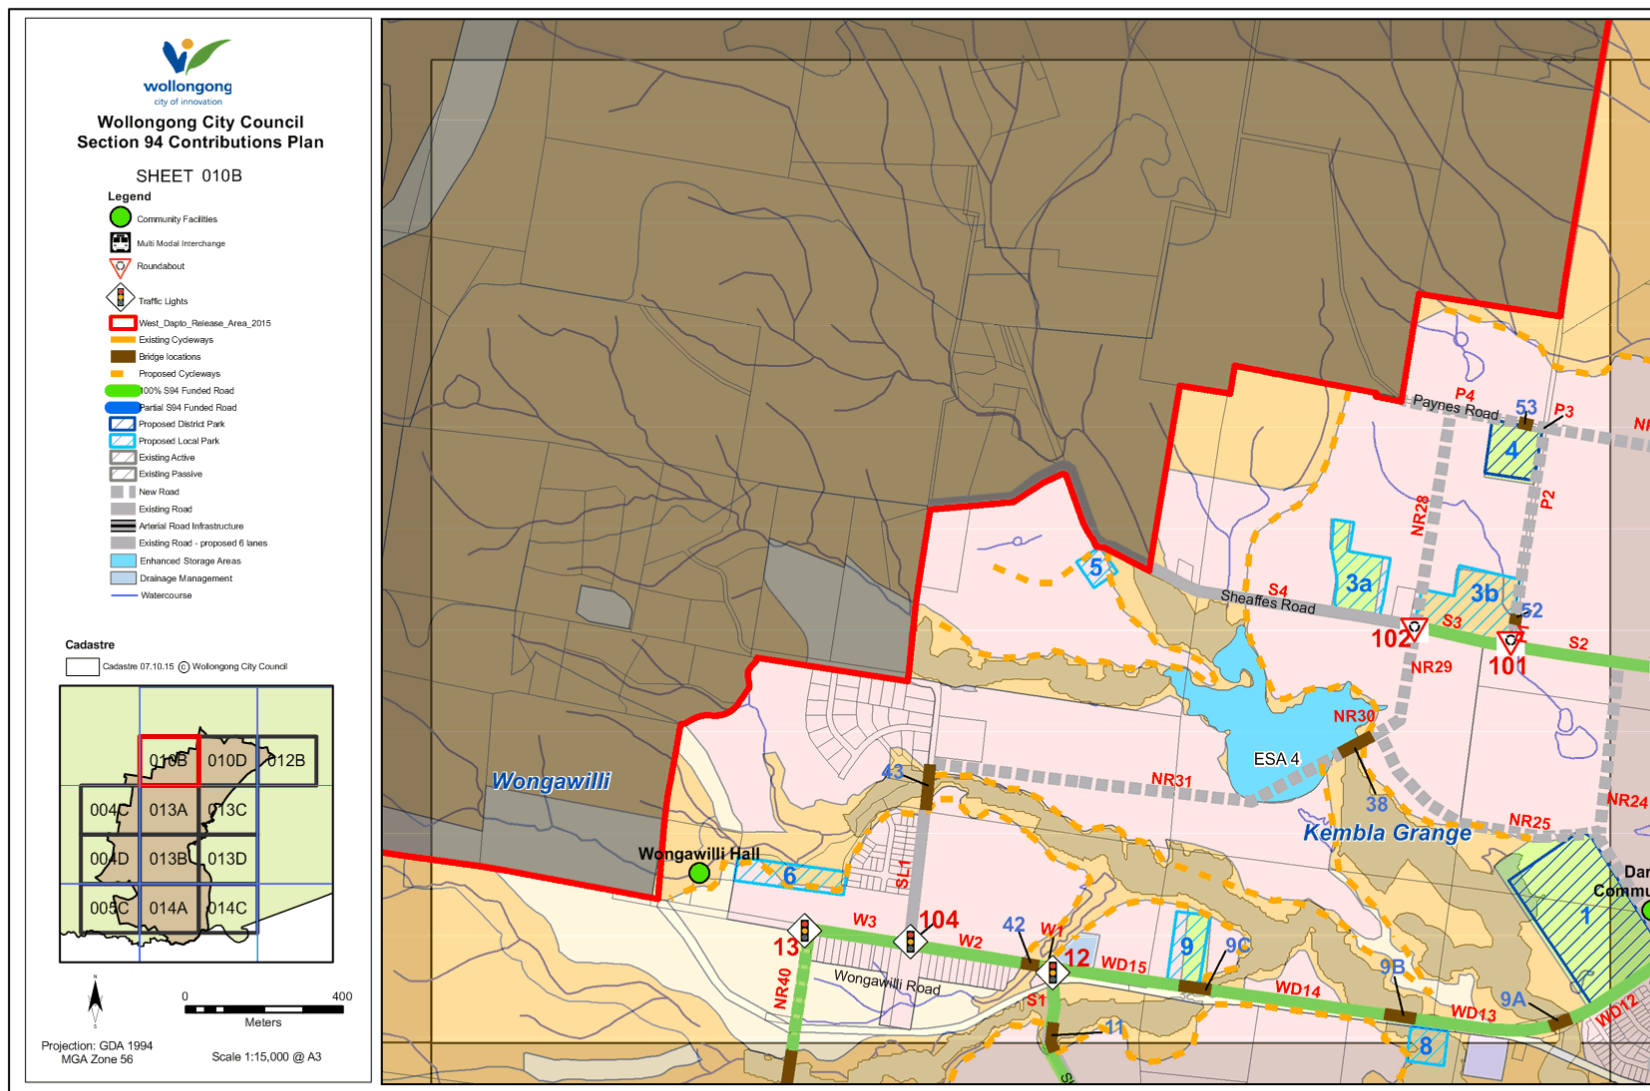 wollongong
city of innovation
Wollongong City Council
Section 94 Contributions Plan
SHEET 010B
Legend
Community Facilities
Multi Modal Interchange
Roundabout
Traffic Lights
West_Dapto_Release_Area_2015
Existing Cycleways
Bridge locations
Proposed Cycleways
100% S94 Funded Road
Partial S94 Funded Road
Proposed District Park
Proposed Local Park
Existing Active
Existing Passive
New Road
Existing Road
Arterial Road Infrastructure
Existing Road - proposed 6 lanes
Enhanced Storage Areas
Drainage Management
Watercourse
Cadastre
Cadastre 07.10.15 © Wollongong City Council
010B
010D
012B
004C
013A
013C
004D
013B
013D
005C
014A
014C
N
S
0
400
Meters
Projection: GDA 1994
MGA Zone 56
Scale 1:15,000 @ A3
P4
Paynes Road
53
P3
4
P2
NR28
5
S4
Sheaffes Road
3a
3b
52
102
S3
101
S2
NR29
NR30
ESA 4
NR31
38
NR24
NR25
Kembla Grange
Wongawilli
43
Wongawilli Hall
6
SL1
13
W3
104
W2
42
W1
12
WD15
9
9C
WD14
9B
WD13
9A
WD12
1
Dar
Commu
NR40
Wongawilli Road
S1
11
8